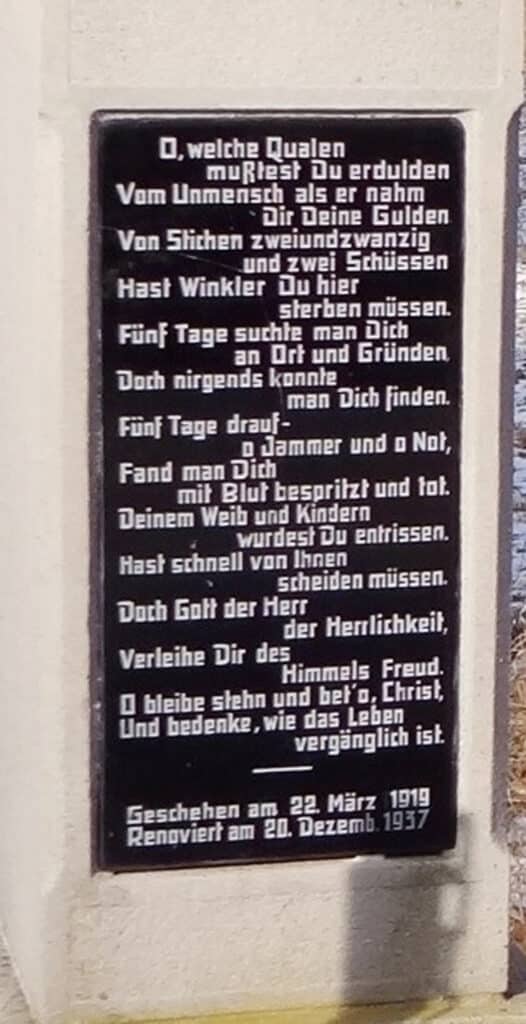 O, welche Qualen
mußtest Du erdulden
Vom Unmensch als er nahm
Dir Deine Gulden
Von Stichen zweiundzwanzig
und zwei Schüssen
Hast Winkler Du hier
sterben müssen.
Fünf Tage suchte man Dich
an Ort und Gründen,
Doch nirgends konnte
man Dich finden.
Fünf Tage drauf-
o Jammer und o Not,
Fand man Dich
mit Blut bespritzt und tot.
Deinem Weib und Kindern
wurdest Du entrissen.
Hast schnell von Ihnen
scheiden müssen.
Doch Gott der Herr
der Herrlichkeit,
Verleihe Dir des
Himmels Freud.
O bleibe stehn und bet'o, Christ,
Und bedenke, wie das Leben
vergänglich ist.
Geschehen am 22. März 1919
Renoviert am 20. Dezemb. 1937